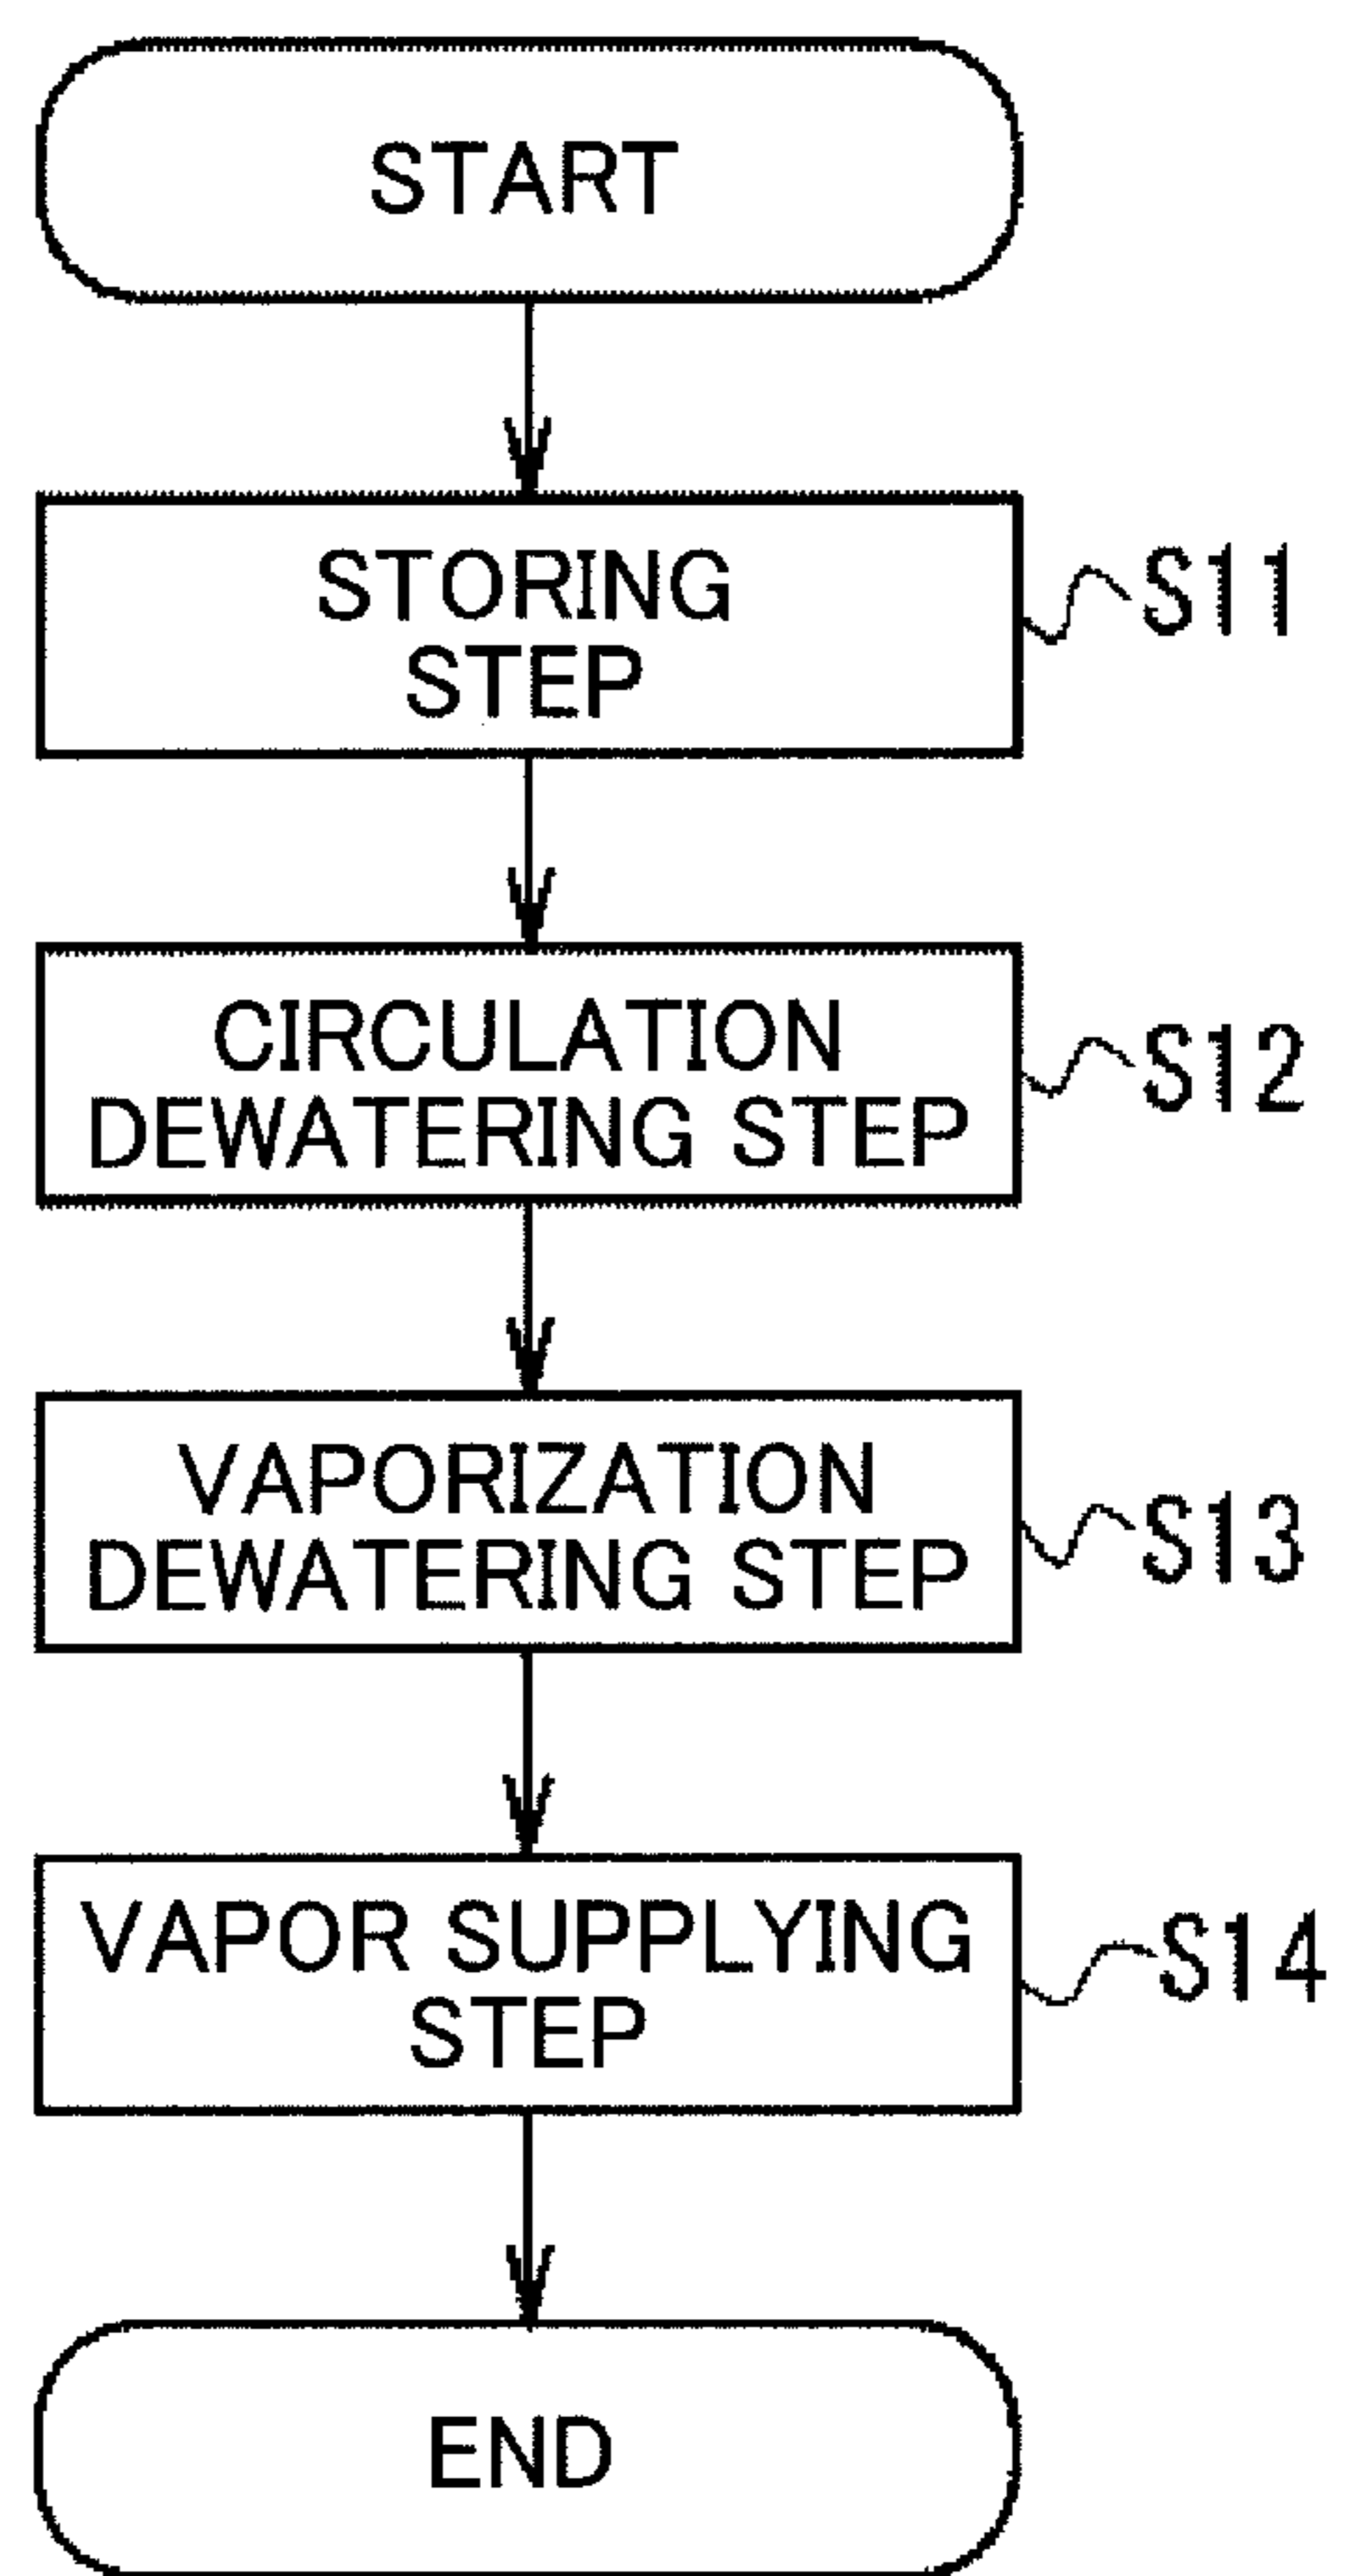 START
STORING
STEP
S11
CIRCULATION
DEWATERING STEP
S12
VAPORIZATION
DEWATERING STEP
S13
VAPOR SUPPLYING
STEP
S14
END